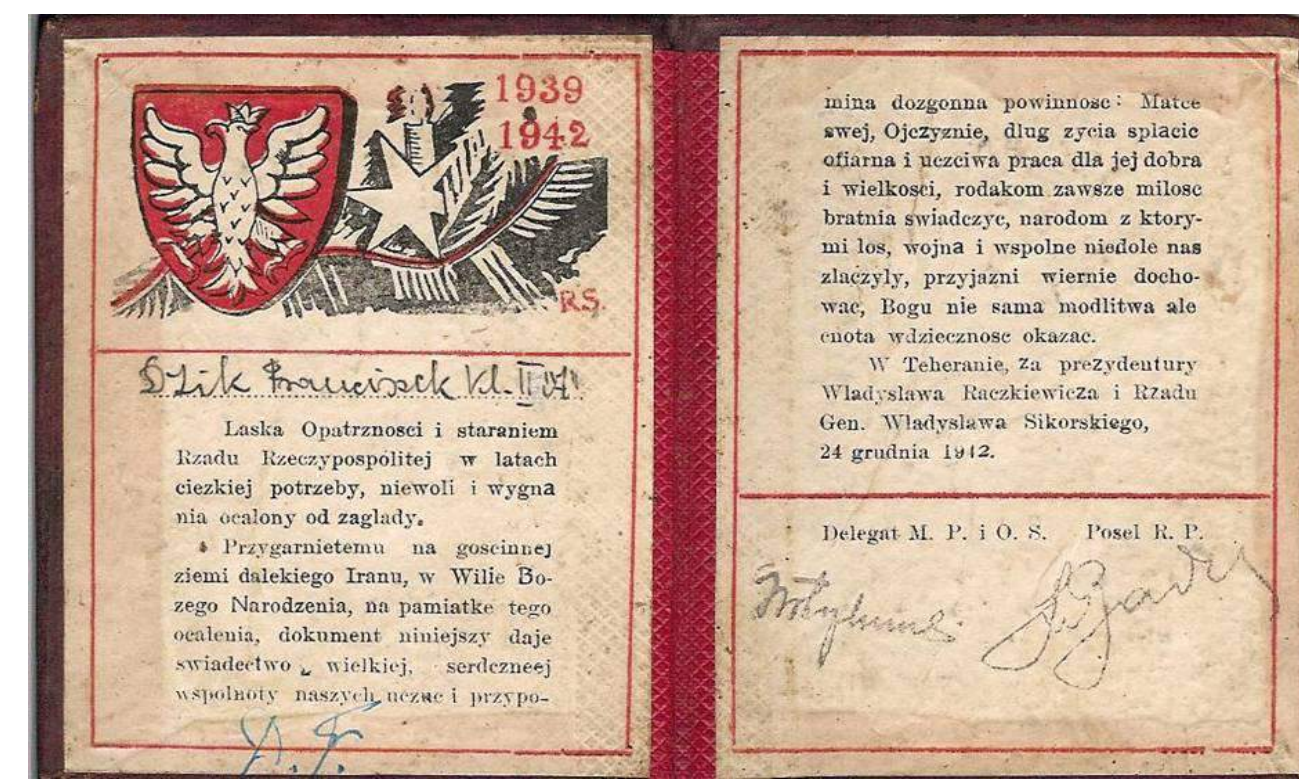 1939
1942
R.S.
Dzik Franciszek Kl. II
Laska Opatrznosci i staraniem
Rzadu Rzeczypospolitej w latach
ciezkiej potrzeby, niewoli i wygna
nia ocalony od zaglady.
Przygarnietemu na goscinnej
ziemi dalekiego Iranu, w Wilie Bo-
zego Narodzenia, na pamiatke tego
ocalenia, dokument niniejszy daje
swiadectwo wielkiej, serdczneej
wspolnoty naszych uczuc i przypo-
D.F.
mina dozgonna powinnosc: Matce
swej, Ojczyznie, dlug zycia splacic
ofiarna i uczciwa praca dla jej dobra
i wielkosci, rodakom zawsze milosc
bratnia swiadczyc, narodom z ktory-
mi los, wojna i wspolne niedole nas
zlaczyly, przyjazni wiernie docho-
wac, Bogu nie sama modlitwa ale
cnota wdziecznosc okazac.
W Teheranie, za prezydentury
Wladyslawa Raczkiewicza i Rzadu
Gen. Wladyslawa Sikorskiego,
24 grudnia 1942.
Delegat M. P. i O. S. Posel R. P.